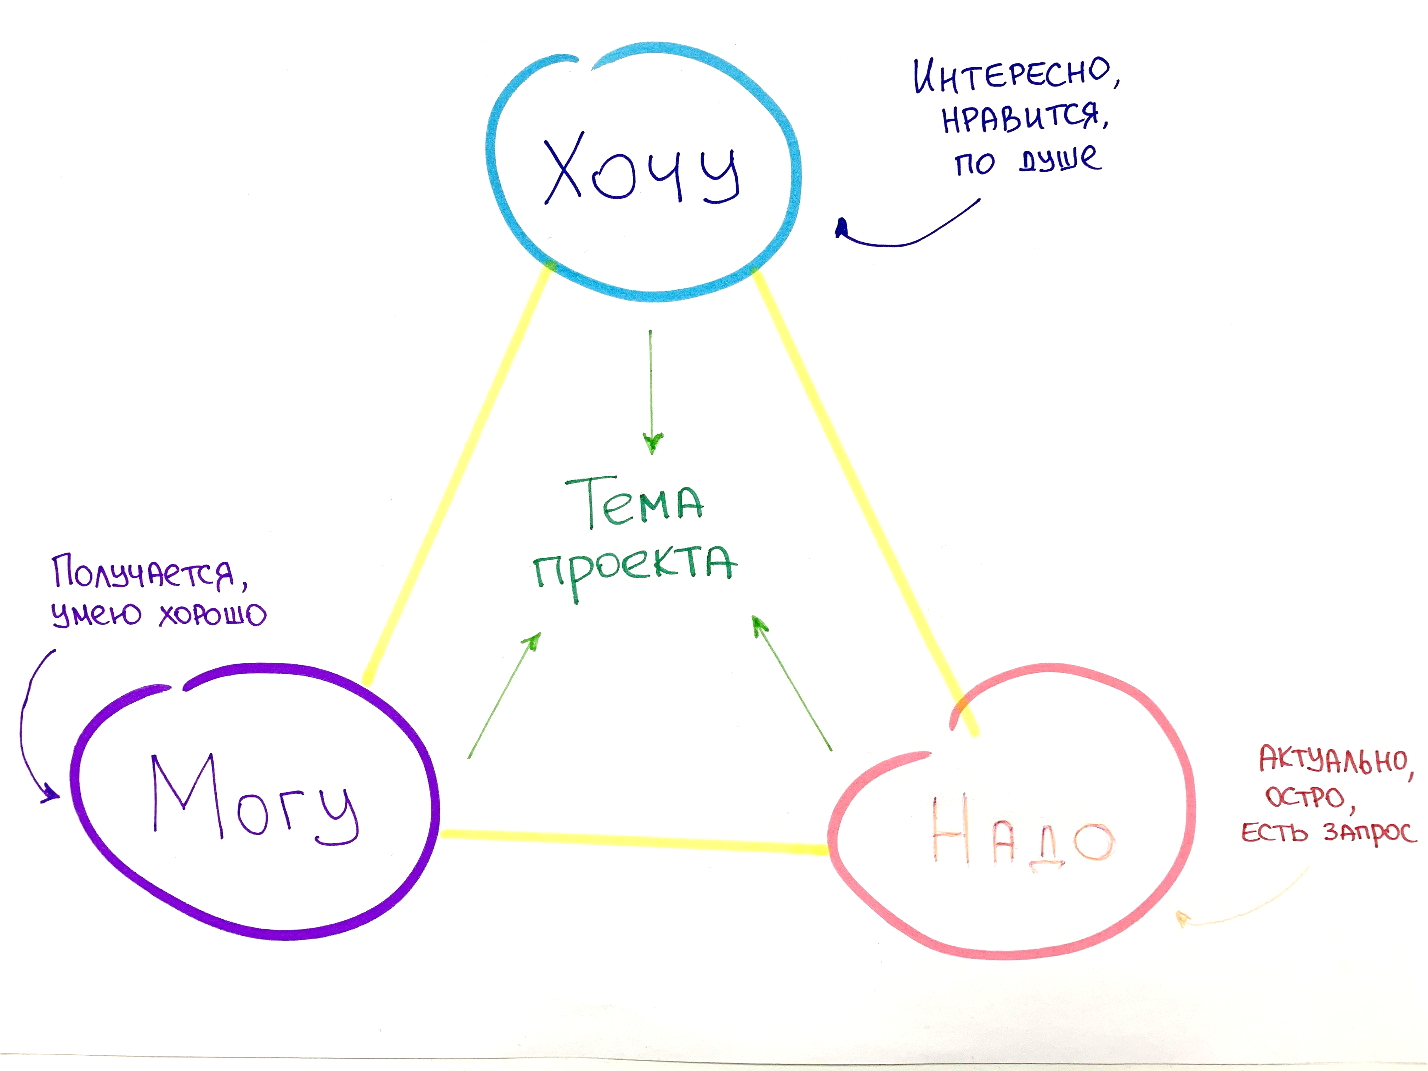 Хочу
Интересно,
нравится,
по душе
Тема
проекта
Получается,
умею хорошо
Могу
Надо
Актуально,
остро,
есть запрос